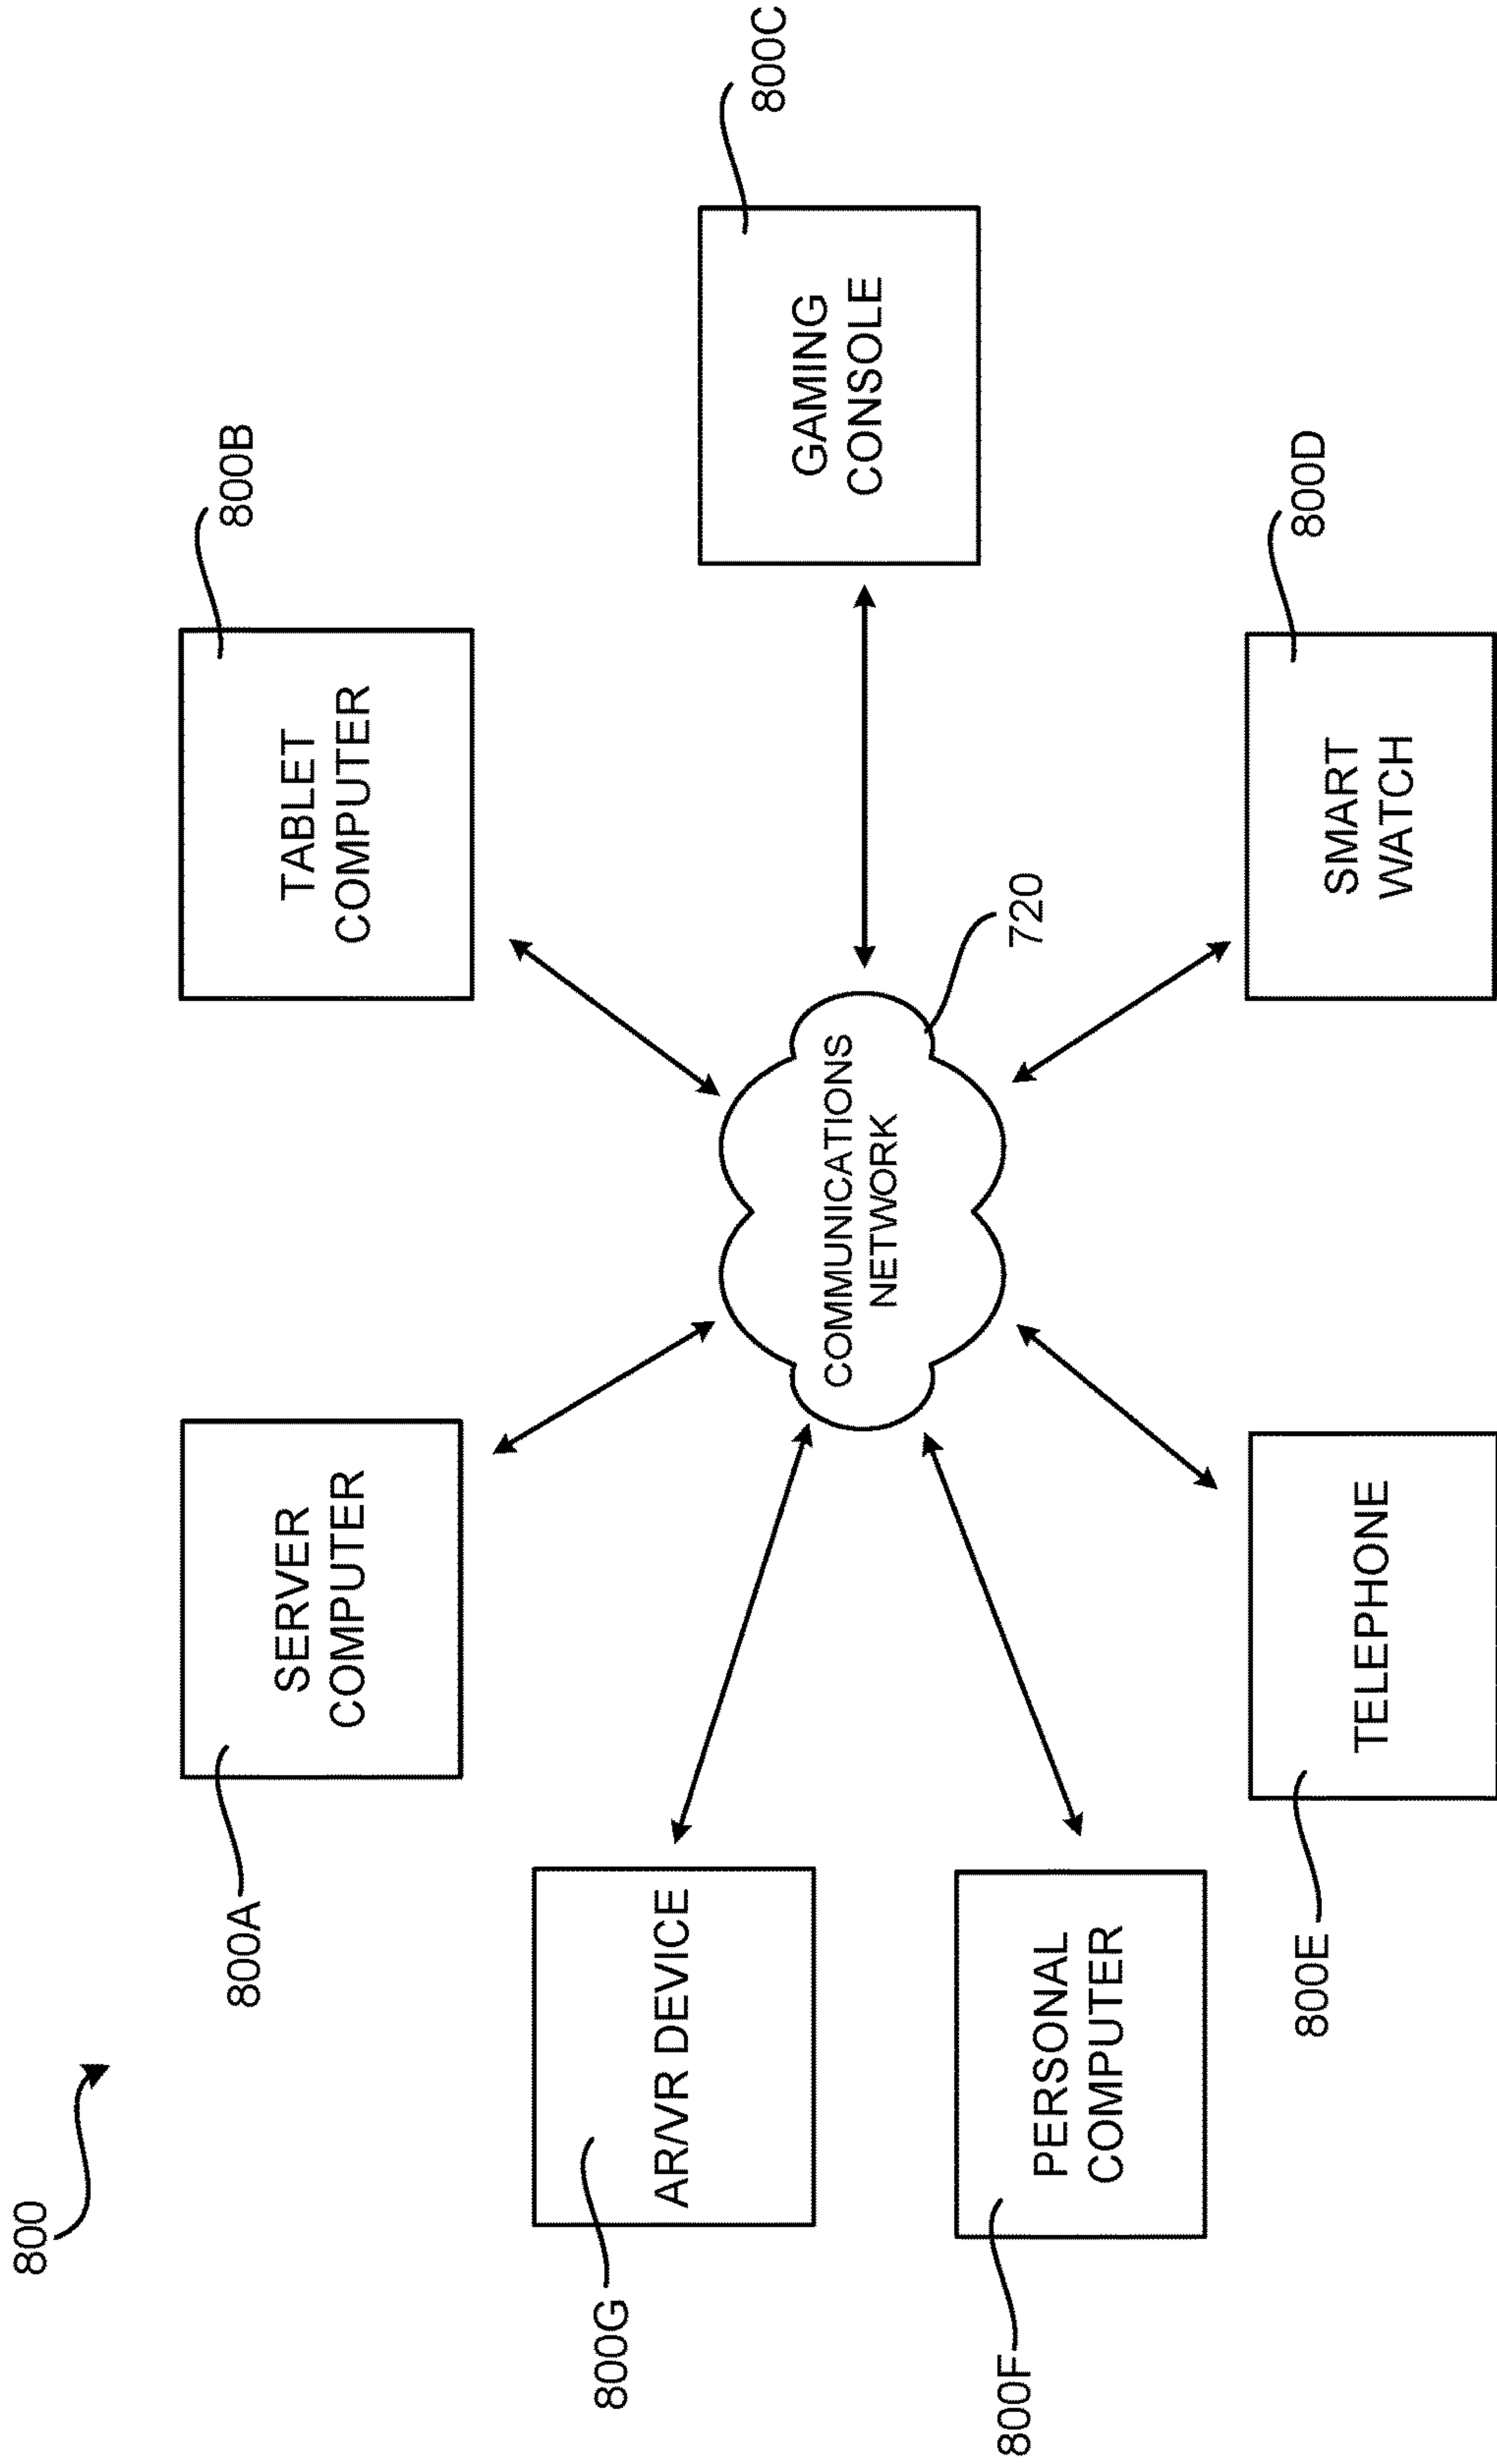 800
800A
SERVER
COMPUTER
TABLET
COMPUTER
800B
800G
AR/VR DEVICE
COMMUNICATIONS
NETWORK
720
GAMING
CONSOLE
800C
800F
PERSONAL
COMPUTER
800E
TELEPHONE
SMART
WATCH
800D